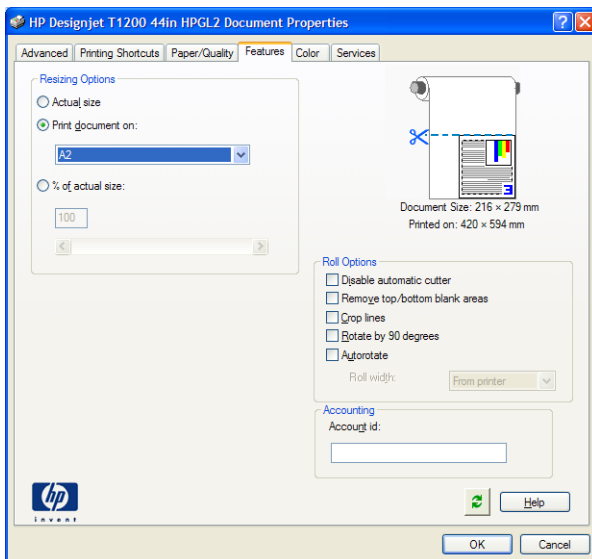 HP Designjet T1200 44in HPGL2 Document Properties
Advanced Printing Shortcuts Paper/Quality Features Color Services
Resizing Options
Actual size
Print document on:
A2
% of actual size:
100
Document Size: 216 × 279 mm
Printed on: 420 × 594 mm
Roll Options
Disable automatic cutter
Remove top/bottom blank areas
Crop lines
Rotate by 90 degrees
Autorotate
Roll width: From printer
Accounting
Account id:
hp
invent
Help
OK Cancel